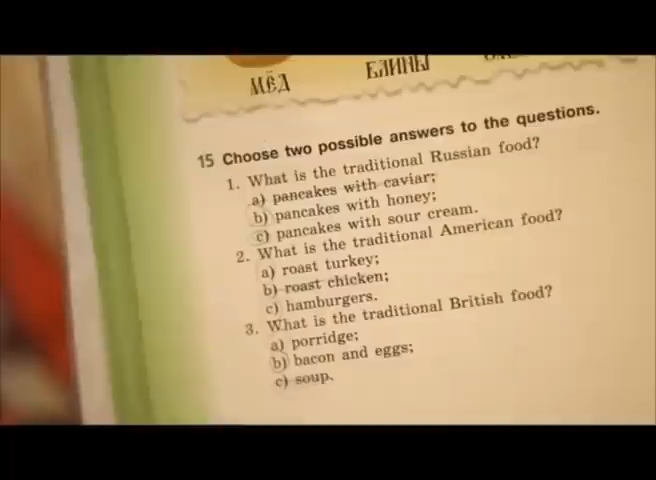 МЁД
БЛИНЫ
15 Choose two possible answers to the questions.
1. What is the traditional Russian food?
a) pancakes with caviar;
b) pancakes with honey;
c) pancakes with sour cream.
2. What is the traditional American food?
a) roast turkey;
b) roast chicken;
c) hamburgers.
3. What is the traditional British food?
a) porridge;
b) bacon and eggs;
c) soup.